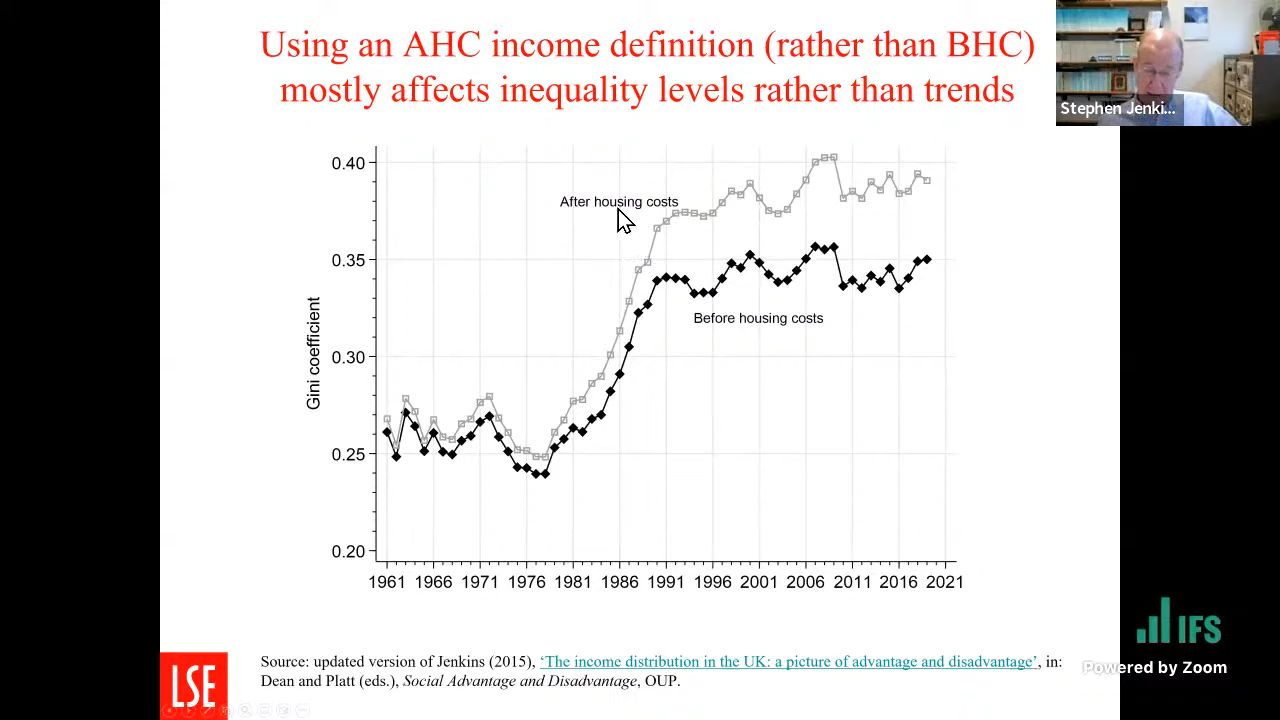 Using an AHC income definition (rather than BHC)
mostly affects inequality levels rather than trends
Stephen Jenki...
0.40
0.35
0.30
0.25
0.20
Gini coefficient
After housing costs
Before housing costs
1961 1966 1971 1976 1981 1986 1991 1996 2001 2006 2011 2016 2021
Source: updated version of Jenkins (2015), ‘The income distribution in the UK: a picture of advantage and disadvantage’, in:
Dean and Platt (eds.), Social Advantage and Disadvantage, OUP.
LSE
IFS
Powered by Zoom